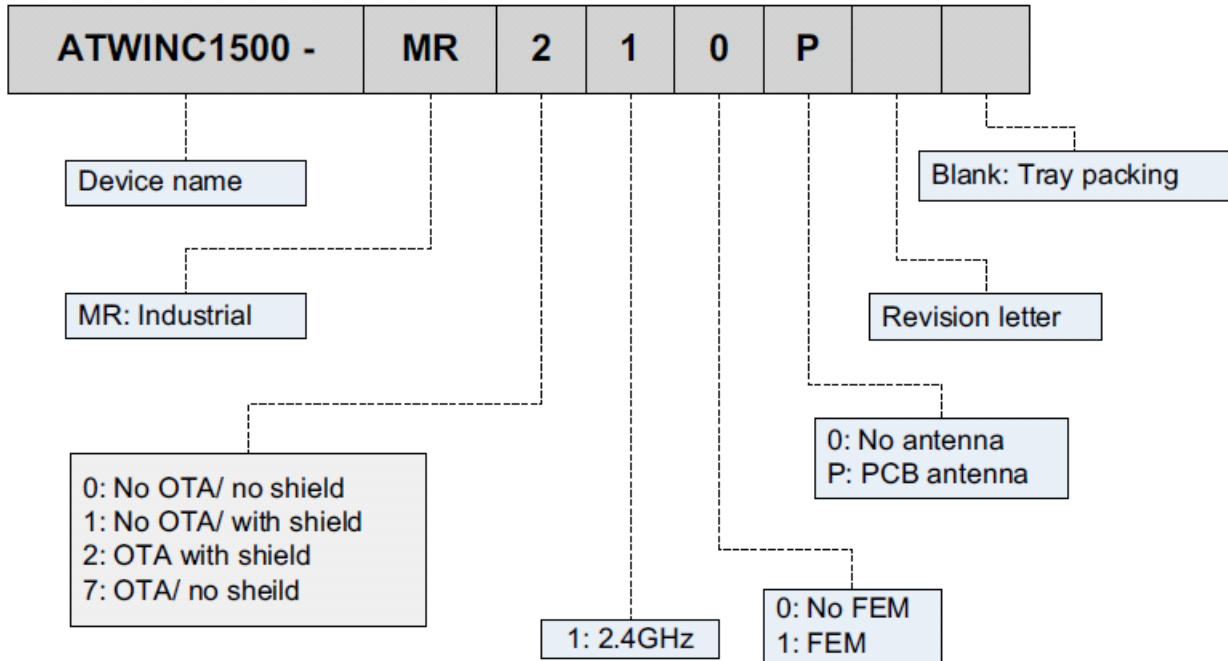 ATWINC1500 - MR 2 1 0 P
Device name
Blank: Tray packing
MR: Industrial
Revision letter
0: No OTA/ no shield
1: No OTA/ with shield
2: OTA with shield
7: OTA/ no sheild
0: No antenna
P: PCB antenna
1: 2.4GHz
0: No FEM
1: FEM